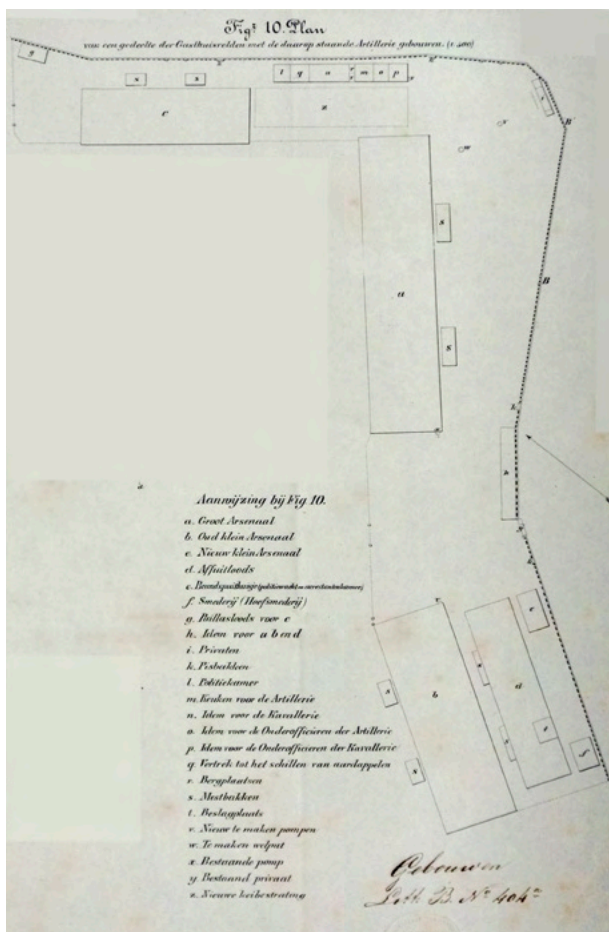 Figr 10. Plan
van een gedeelte der Gasthuisvelden met de daarop staande Artillerie gebouwen. (1:500)
Aanwijzing bij Fig 10.
a. Groot Arsenaal
b. Oud klein Arsenaal
c. Nieuw klein Arsenaal
d. Affuitloods
f. Smederij (Hoefsmederij)
g. loods voor c
h. Idem voor a b en d
i. Privaten
k. Pisbakken
l. Politiekamer
m. Keuken voor de Artillerie
n. Idem voor de Kavallerie
o. Idem voor de Onderofficieren der Artillerie
p. Idem voor de Onderofficieren der Kavallerie
q. Vertrek tot het schillen van aardappelen
r. Bergplaatsen
s. Mestbakken
t. Beslagplaats
v. Nieuw te maken pompen
w. Te maken welput
x. Bestaande pomp
y. Bestaand privaat
z. Nieuwe keibestrating
Gebouwen
Lith. B. No 404